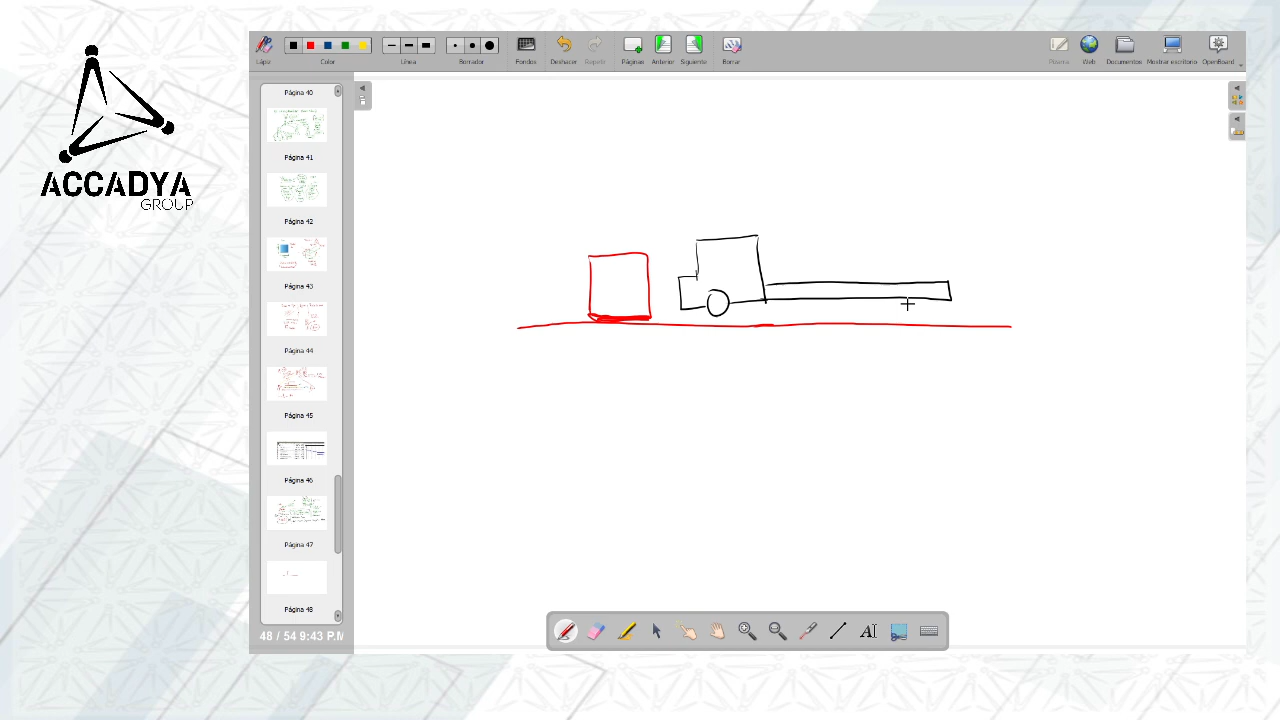 ACCADYA
GROUP
Lápiz
Color
Línea
Borrador
Fondos
Deshacer
Repetir
Páginas
Anterior
Siguiente
Borrar
Pizarra
Web
Documentos
Mostrar escritorio
OpenBoard
Página 40
Página 41
Página 42
Página 43
Página 44
Página 45
Página 46
Página 47
Página 48
48 / 54 9:43 P.M
AI